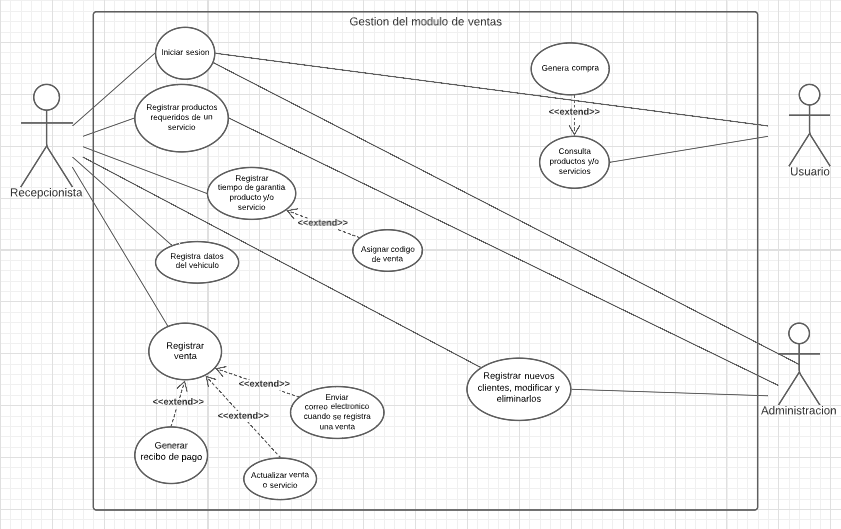 Gestion del modulo de ventas
Iniciar sesion
Genera compra
Registrar productos
requeridos de un
servicio
<<extend>>
Recepcionista
Consulta
productos y/o
servicios
Usuario
Registrar
tiempo de garantia
producto y/o
servicio
<<extend>>
Asignar codigo
de venta
Registra datos
del vehiculo
Registrar
venta
<<extend>>
<<extend>>
<<extend>>
Enviar
correo electronico
cuando se registra
una venta
Registrar nuevos
clientes, modificar y
eliminarlos
Administracion
Generar
recibo de pago
Actualizar venta
o servicio